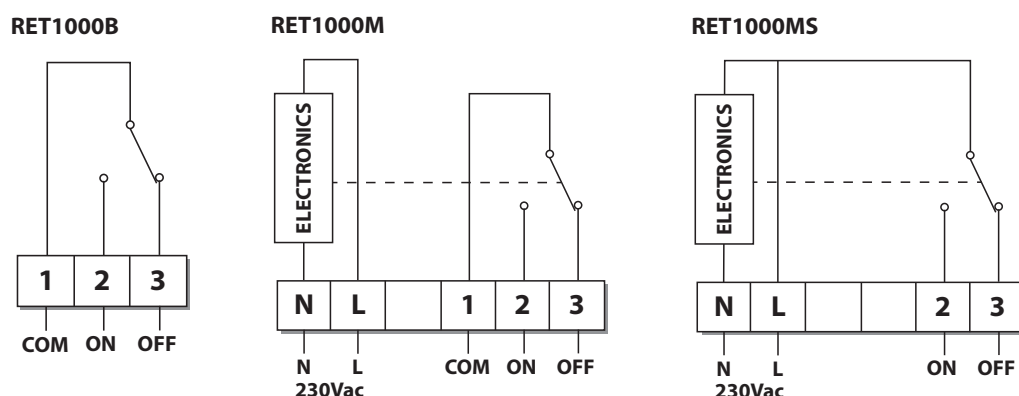 RET1000B
1 2 3
COM ON OFF
RET1000M
ELECTRONICS
N L 1 2 3
N L COM ON OFF
230Vac
RET1000MS
ELECTRONICS
N L 2 3
N L ON OFF
230Vac